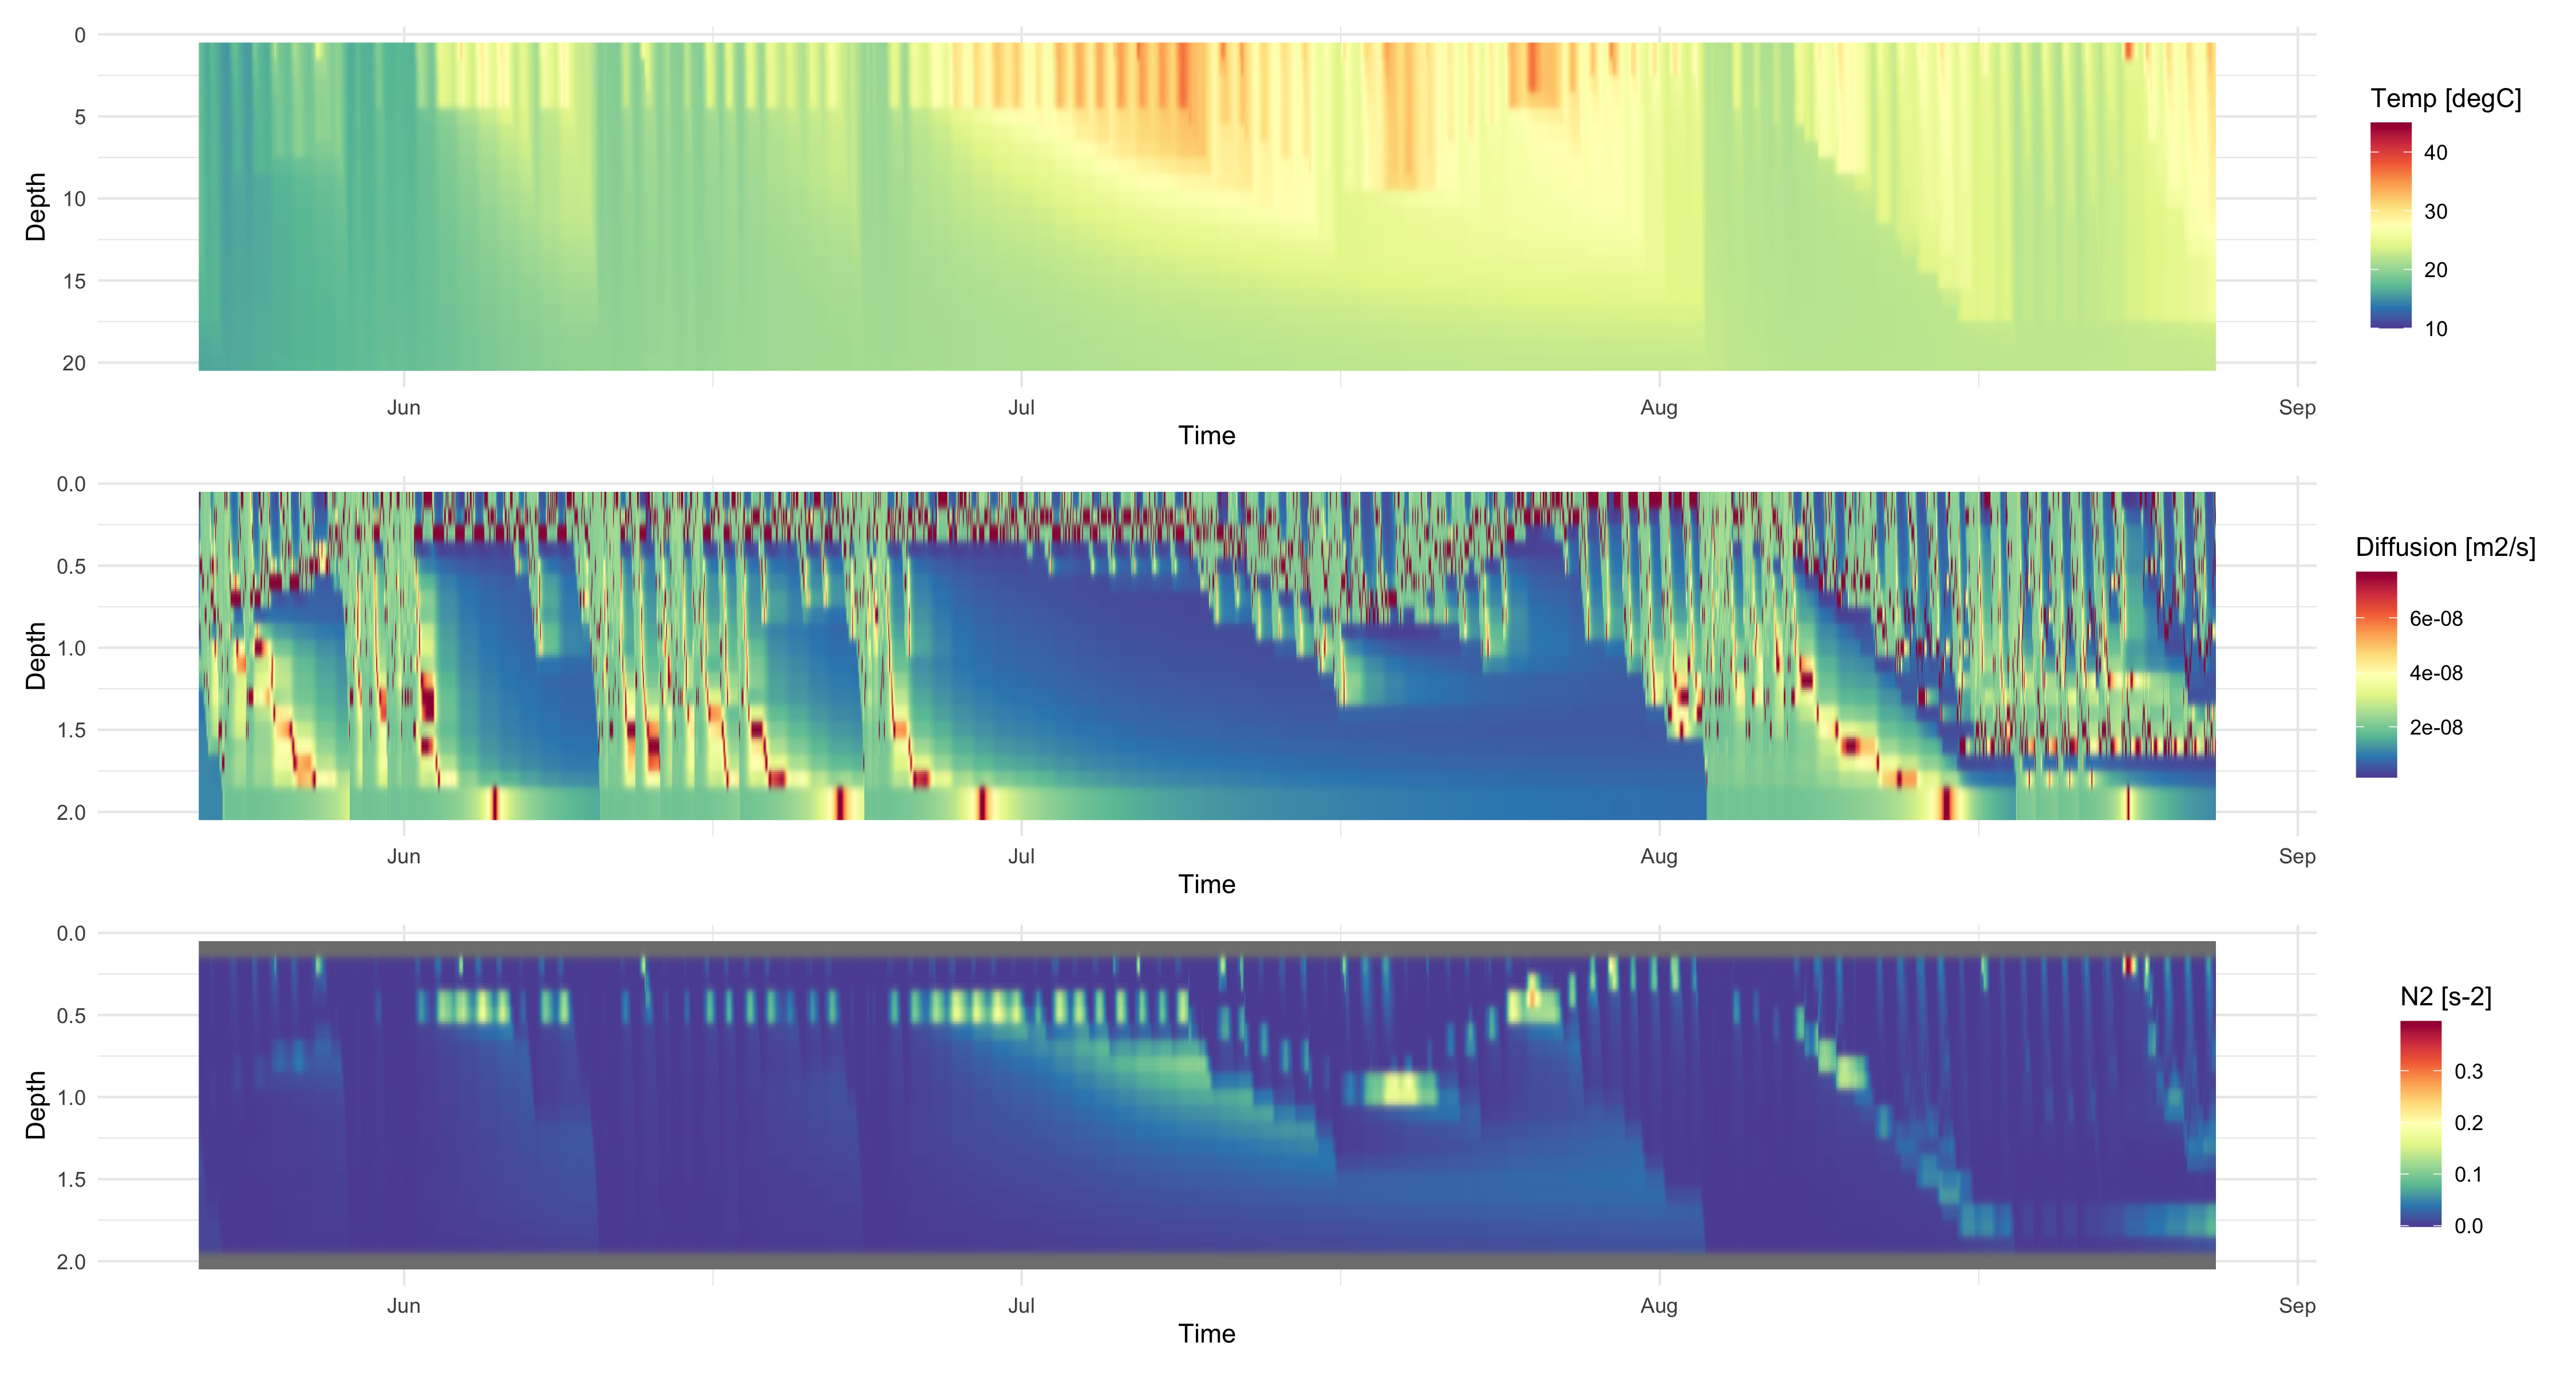 0
5
10
15
20
Depth
Jun
Jul
Aug
Sep
Time
Temp [degC]
40
30
20
10
0.0
0.5
1.0
1.5
2.0
Depth
Jun
Jul
Aug
Sep
Time
Diffusion [m2/s]
6e-08
4e-08
2e-08
0.0
0.5
1.0
1.5
2.0
Depth
Jun
Jul
Aug
Sep
Time
N2 [s-2]
0.3
0.2
0.1
0.0